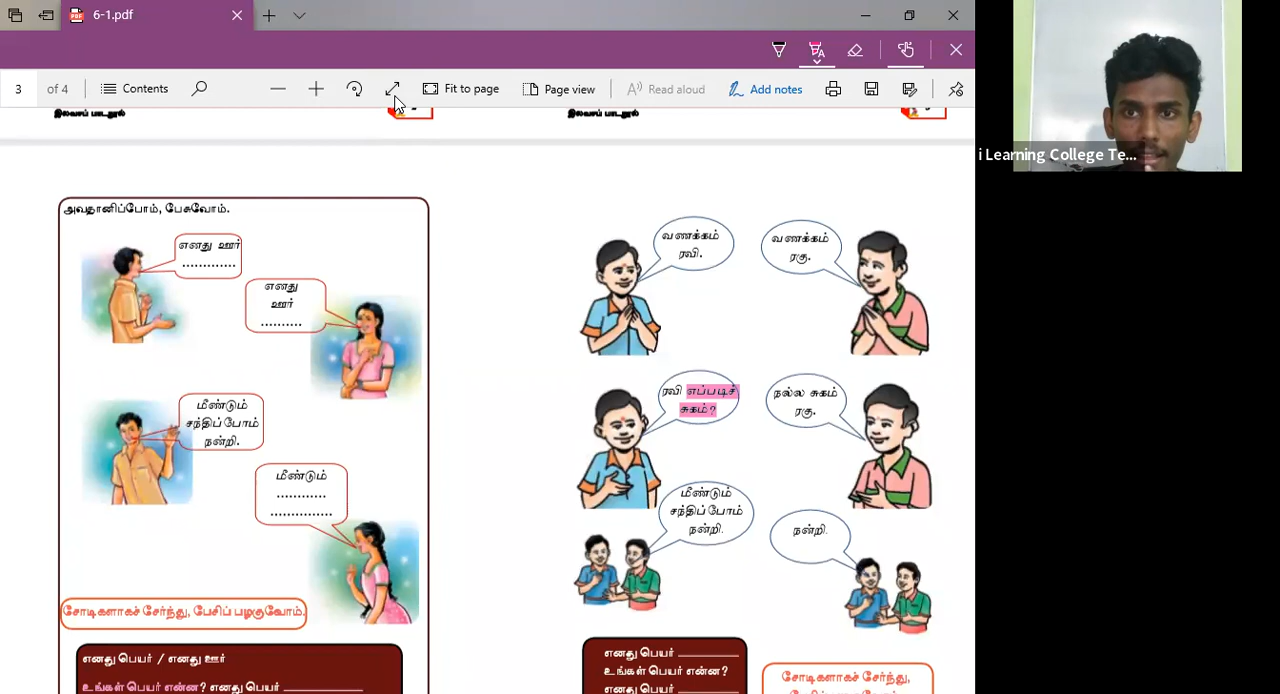 6-1.pdf
3 of 4 Contents Fit to page Page view Read aloud Add notes
i Learning College Te...
இலவசப் பாடநூல்
இலவசப் பாடநூல்
அவதானிப்போம், பேசுவோம்.
எனது ஊர்
.............
எனது
ஊர்
..........
மீண்டும்
சந்திப்போம்
நன்றி.
மீண்டும்
............
...............
சோடிகளாகச் சேர்ந்து, பேசிப் பழகுவோம்.
எனது பெயர் / எனது ஊர்
உங்கள் பெயர் என்ன? எனது பெயர் ____________
வணக்கம்
ரவி.
வணக்கம்
ரகு.
ரவி எப்படிச்
சுகம்?
நல்ல சுகம்
ரகு.
மீண்டும்
சந்திப்போம்
நன்றி.
நன்றி.
எனது பெயர் _________
உங்கள் பெயர் என்ன?
எனது பெயர் _________
சோடிகளாகச் சேர்ந்து,